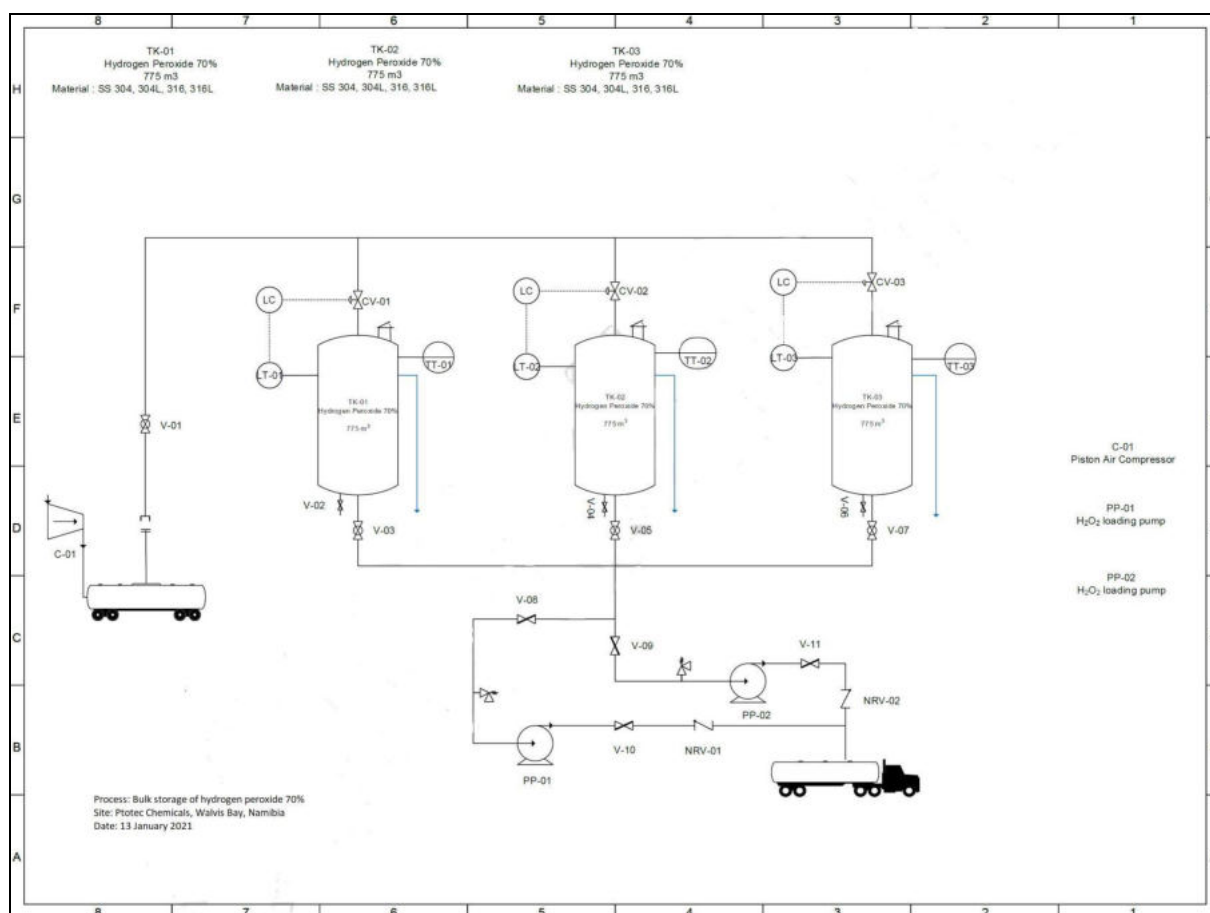 8 7 6 5 4 3 2 1
H
G
F
E
D
C
B
A
TK-01
Hydrogen Peroxide 70%
775 m3
Material : SS 304, 304L, 316, 316L
TK-02
Hydrogen Peroxide 70%
775 m3
Material : SS 304, 304L, 316, 316L
TK-03
Hydrogen Peroxide 70%
775 m3
Material : SS 304, 304L, 316, 316L
LC
CV-01
LC
CV-02
LC
CV-03
LT-01
TT-01
LT-02
TT-02
LT-03
TT-03
TK-01
Hydrogen Peroxide 70%
775 m³
TK-02
Hydrogen Peroxide 70%
775 m³
TK-03
Hydrogen Peroxide 70%
775 m³
V-01
V-02
V-03
V-04
V-05
V-06
V-07
C-01
C-01
Piston Air Compressor
PP-01
H₂O₂ loading pump
PP-02
H₂O₂ loading pump
V-08
V-09
V-11
NRV-02
PP-02
V-10
NRV-01
PP-01
Process: Bulk storage of hydrogen peroxide 70%
Site: Ptotec Chemicals, Walvis Bay, Namibia
Date: 13 January 2021
8 7 6 5 4 3 2 1